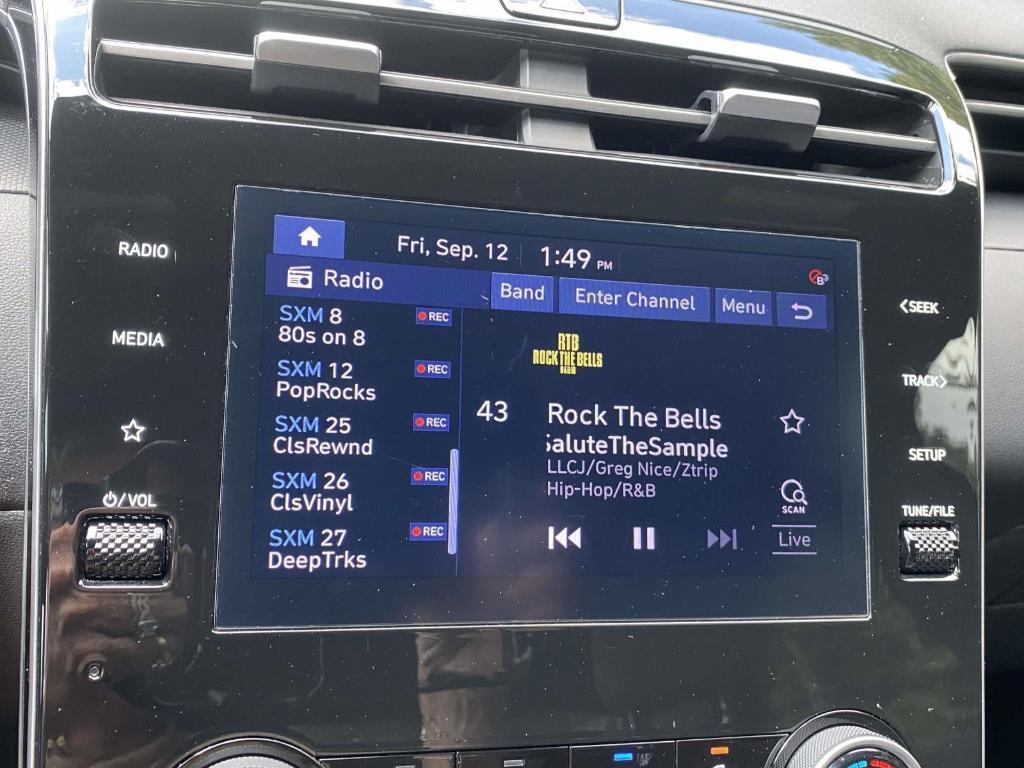 Fri, Sep. 12 1:49 PM
Radio
Band
Enter Channel
Menu
SXM 8
80s on 8
REC
SXM 12
PopRocks
REC
SXM 25
ClsRewnd
REC
SXM 26
ClsVinyl
REC
SXM 27
DeepTrks
REC
RTB
ROCK THE BELLS
RADIO
43
Rock The Bells
aluteTheSample
LLCJ/Greg Nice/Ztrip
Hip-Hop/R&B
SCAN
Live
RADIO
MEDIA
/VOL
<SEEK
TRACK>
SETUP
TUNE/FILE